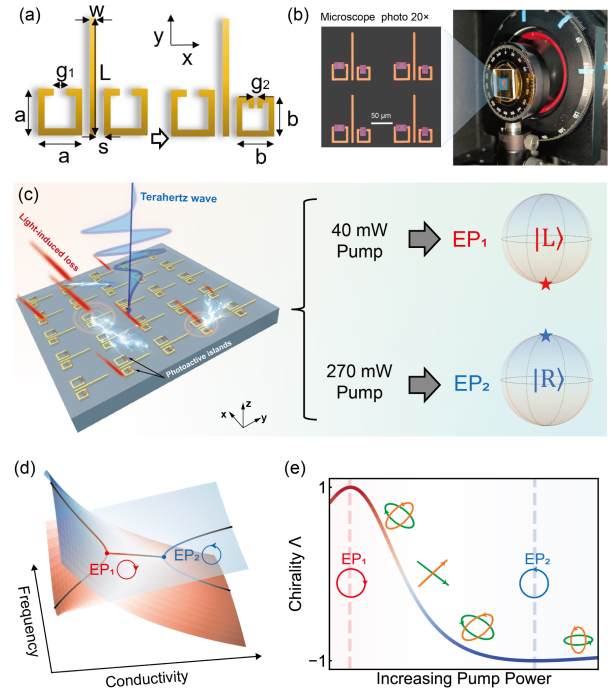 (a)
w
y
x
g₁
L
g₂
a
a
s
b
b
(b)
Microscope photo 20×
50 μm
(c)
Terahertz wave
Light-induced loss
Photoactive islands
z
x
y
40 mW
Pump
EP₁
|L⟩
270 mW
Pump
EP₂
|R⟩
(d)
EP₁
EP₂
Frequency
Conductivity
(e)
1
Chirality Λ
−1
EP₁
EP₂
Increasing Pump Power